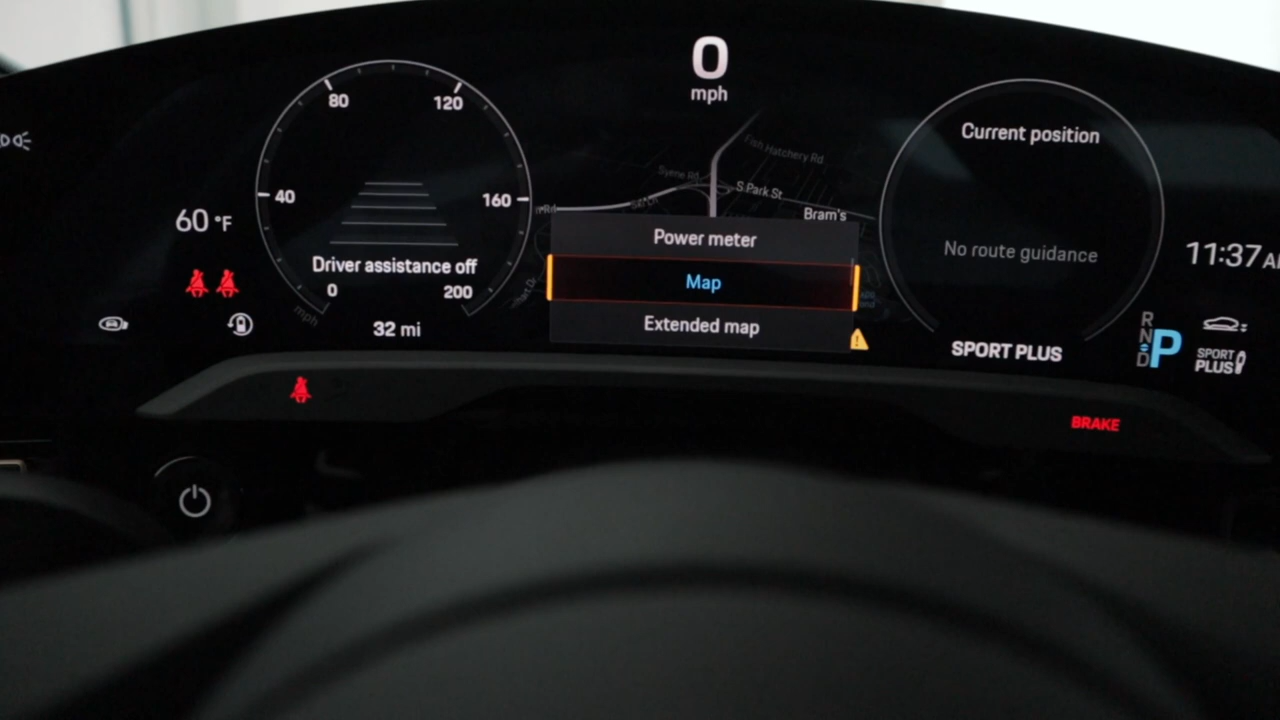 0
mph
80
120
40
160
60 °F
Driver assistance off
0
200
mph
32 mi
Fish Hatchery Rd
Syene Rd
S Park St
Bram's
Power meter
Map
Extended map
Current position
No route guidance
SPORT PLUS
11:37
R
N
D
P
SPORT
PLUS
BRAKE